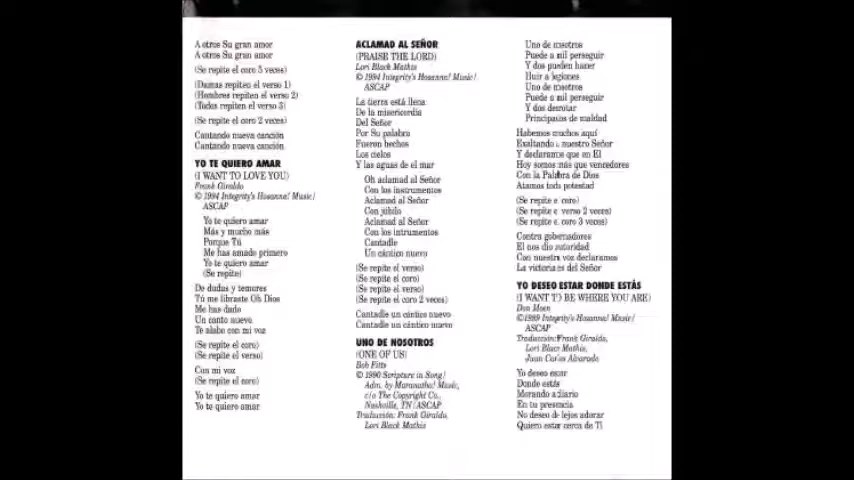 A otros Su gran amor
A otros Su gran amor
(Se repite el coro 3 veces)
(Damas repiten el verso 1)
(Hombres repiten el verso 2)
(Todos repiten el verso 3)
(Se repite el coro 2 veces)
Cantando nueva canción
Cantando nueva canción
YO TE QUIERO AMAR
(I WANT TO LOVE YOU)
Frank Giraldo
© 1994 Integrity's Hosanna! Music/
ASCAP
Yo te quiero amar
Más y mucho más
Porque Tú
Me has amado primero
Yo te quiero amar
(Se repite)
De dudas y temores
Tú me libraste Oh Dios
Me has dado
Un canto nuevo
Te alabo con mi voz
(Se repite el coro)
(Se repite el verso)
Con mi voz
(Se repite el coro)
Yo te quiero amar
Yo te quiero amar
ACLAMAD AL SEÑOR
(PRAISE THE LORD)
Lori Black Mathis
© 1994 Integrity's Hosanna! Music/
ASCAP
La tierra está llena
De la misericordia
Del Señor
Por Su palabra
Fueron hechos
Los cielos
Y las aguas de el mar
Oh aclamad al Señor
Con los instrumentos
Aclamad al Señor
Con júbilo
Aclamad al Señor
Con los intrumentos
Cantadle
Un cántico nuevo
(Se repite el verso)
(Se repite el coro)
(Se repite el verso)
(Se repite el coro 2 veces)
Cantadle un cántico nuevo
Cantadle un cántico nuevo
UNO DE NOSOTROS
(ONE OF US)
Bob Fitts
© 1990 Scripture in Song/
Adm. by Maranatha! Music,
c/o The Copyright Co.,
Nashville, TN/ASCAP
Traducción: Frank Giraldo,
Lori Black Mathis
Uno de nosotros
Puede a mil perseguir
Y dos pueden hacer
Huir a legiones
Uno de nosotros
Puede a mil perseguir
Y dos derrotar
Principados de maldad
Habemos muchos aquí
Exaltando a nuestro Señor
Y declaramos que en El
Hoy somos más que vencedores
Con la Palabra de Dios
Atamos toda potestad
(Se repite el coro)
(Se repite el verso 2 veces)
(Se repite el coro 3 veces)
Contra gobernadores
El nos dio autoridad
Con nuestra voz declaramos
La victoria es del Señor
YO DESEO ESTAR DONDE ESTÁS
(I WANT TO BE WHERE YOU ARE)
Don Moen
©1989 Integrity's Hosanna! Music/
ASCAP
Traducción:Frank Giraldo,
Lori Black Mathis,
Juan Carlos Alvarado
Yo deseo estar
Donde estás
Morando a diario
En tu presencia
No deseo de lejos adorar
Quiero estar cerca de Ti